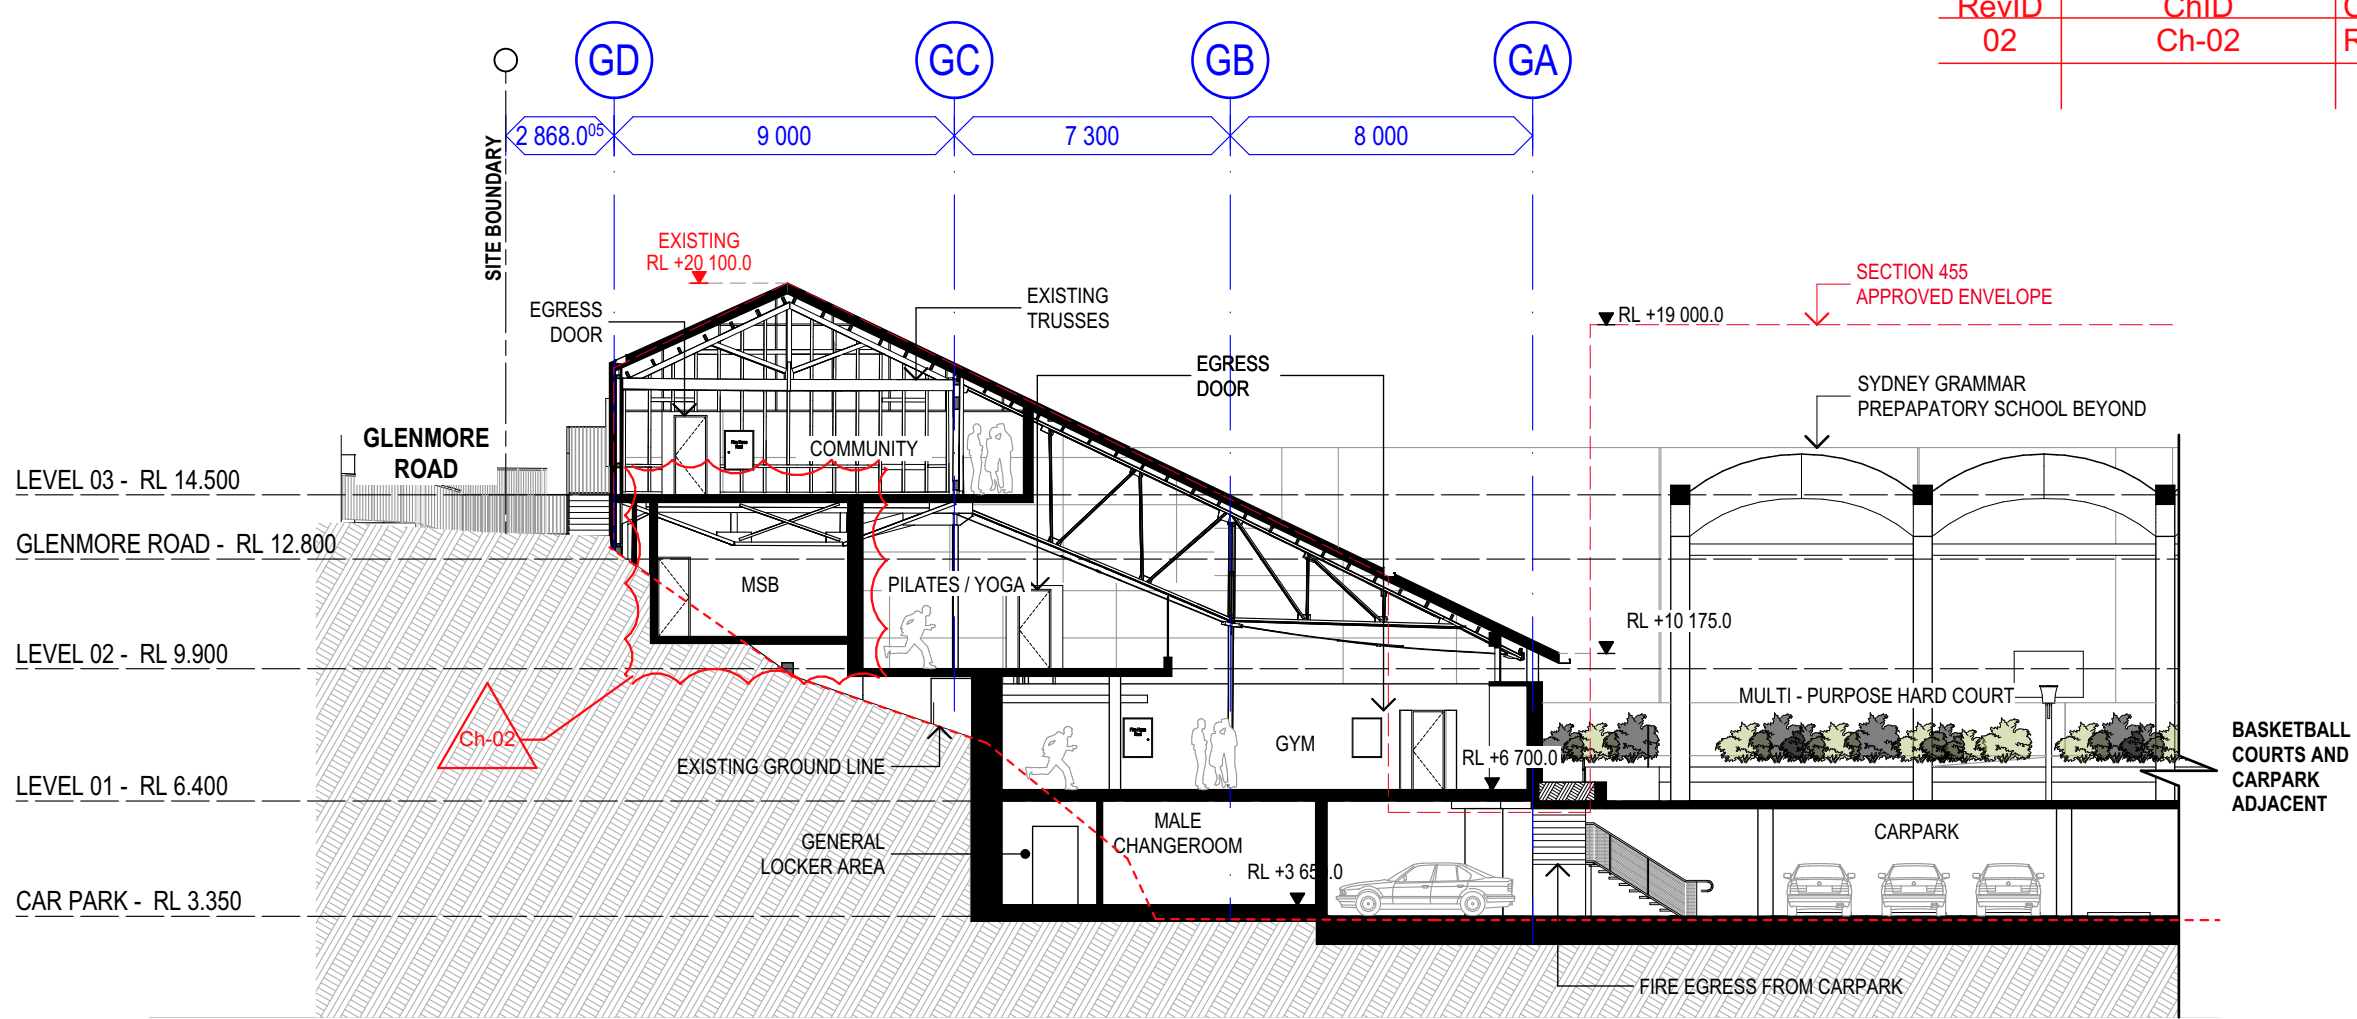 RevID ChID
02 Ch-02
GD GC GB GA
2 868.0⁰⁵ 9 000 7 300 8 000
SITE BOUNDARY
EXISTING
RL +20 100.0
EGRESS
DOOR
EXISTING
TRUSSES
EGRESS
DOOR
SECTION 455
APPROVED ENVELOPE
RL +19 000.0
SYDNEY GRAMMAR
PREPAPATORY SCHOOL BEYOND
GLENMORE
ROAD
COMMUNITY
LEVEL 03 - RL 14.500
GLENMORE ROAD - RL 12.800
MSB
PILATES / YOGA
RL +10 175.0
LEVEL 02 - RL 9.900
MULTI - PURPOSE HARD COURT
Ch-02
GYM
RL +6 700.0
EXISTING GROUND LINE
BASKETBALL
COURTS AND
CARPARK
ADJACENT
LEVEL 01 - RL 6.400
MALE
CHANGEROOM
CARPARK
GENERAL
LOCKER AREA
RL +3 650.0
CAR PARK - RL 3.350
FIRE EGRESS FROM CARPARK